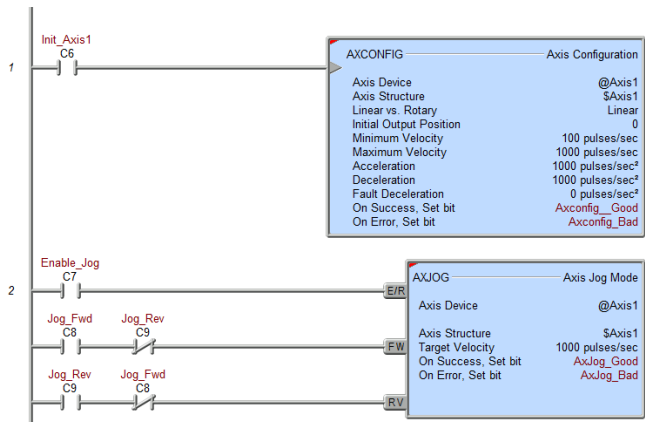 Init_Axis1
C6
1
AXCONFIG Axis Configuration
Axis Device @Axis1
Axis Structure $Axis1
Linear vs. Rotary Linear
Initial Output Position 0
Minimum Velocity 100 pulses/sec
Maximum Velocity 1000 pulses/sec
Acceleration 1000 pulses/sec²
Deceleration 1000 pulses/sec²
Fault Deceleration 0 pulses/sec²
On Success, Set bit Axconfig__Good
On Error, Set bit Axconfig_Bad
Enable_Jog
C7
2
E/R
AXJOG Axis Jog Mode
Axis Device @Axis1
Jog_Fwd Jog_Rev
C8 C9
FW
Axis Structure $Axis1
Target Velocity 1000 pulses/sec
On Success, Set bit AxJog_Good
On Error, Set bit AxJog_Bad
Jog_Rev Jog_Fwd
C9 C8
RV